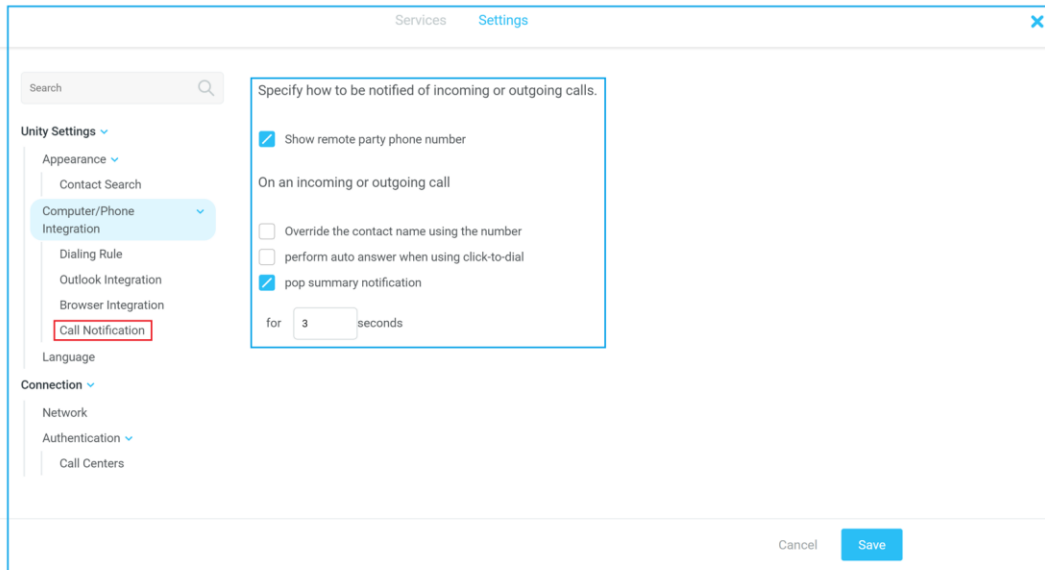 Services Settings
Search
Unity Settings
Appearance
Contact Search
Computer/Phone
Integration
Dialing Rule
Outlook Integration
Browser Integration
Call Notification
Language
Connection
Network
Authentication
Call Centers
Specify how to be notified of incoming or outgoing calls.
Show remote party phone number
On an incoming or outgoing call
Override the contact name using the number
perform auto answer when using click-to-dial
pop summary notification
for 3 seconds
Cancel Save